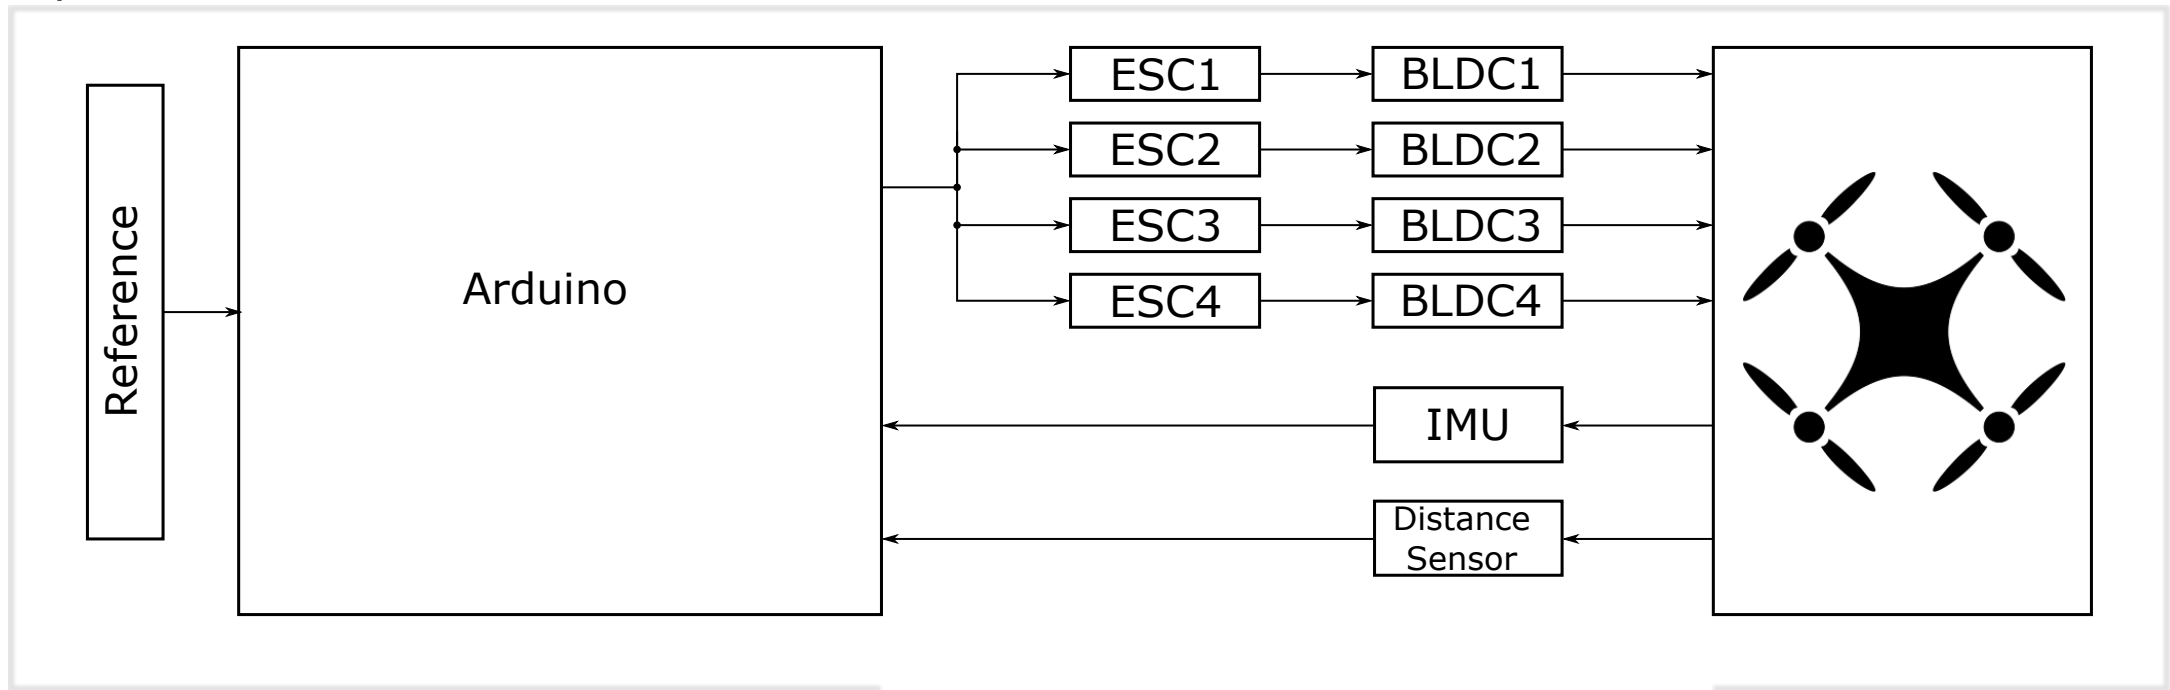 Reference
Arduino
ESC1
BLDC1
ESC2
BLDC2
ESC3
BLDC3
ESC4
BLDC4
IMU
Distance
Sensor